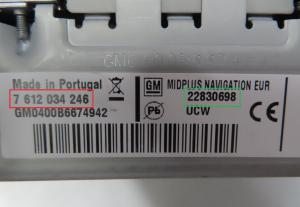 Made in Portugal
GM MIDPLUS NAVIGATION EUR
7 612 034 246
22830698
GM0400B6674942
Pb UCW CE